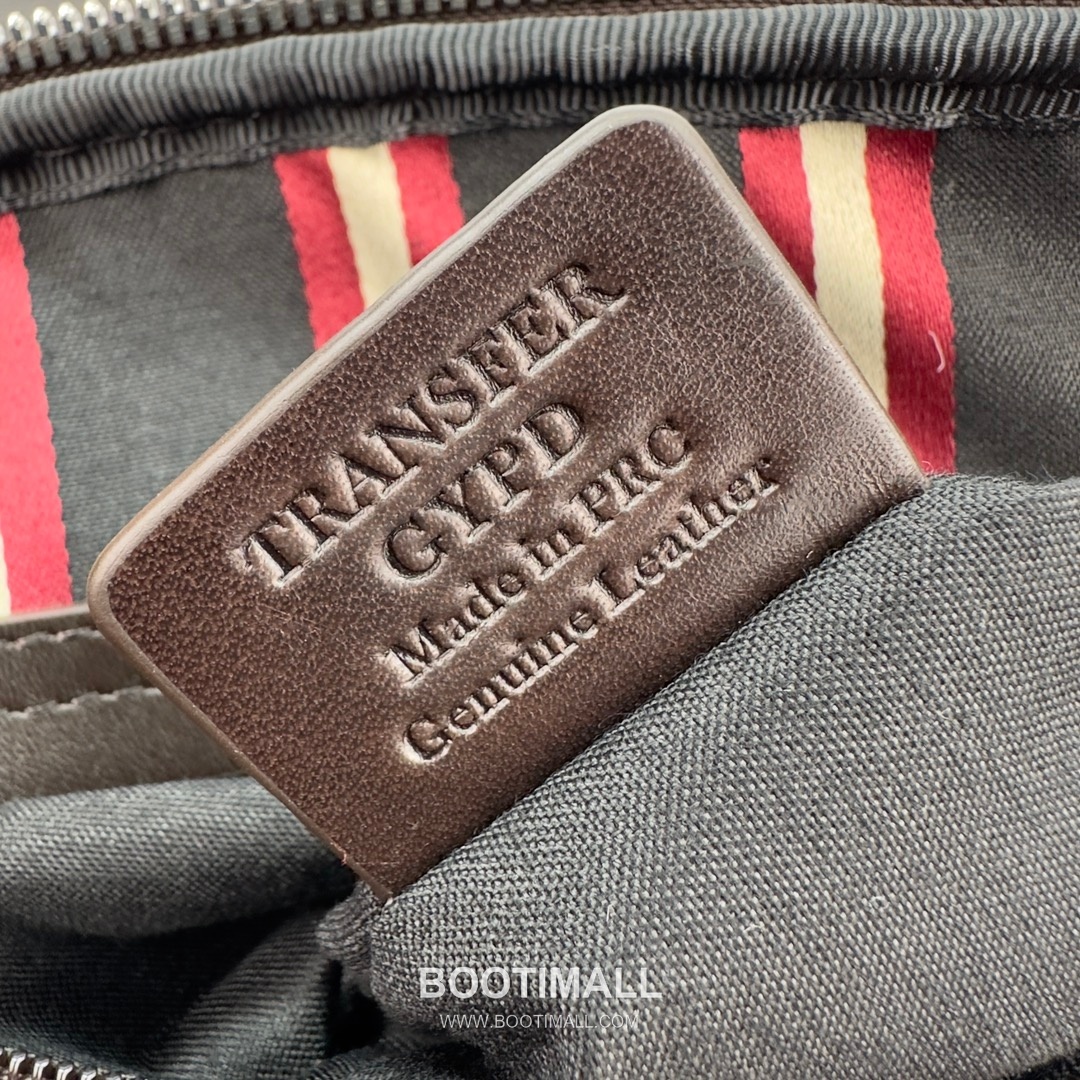 TRANSFER
GYPD
Made in PRC
Genuine Leather
BOOTIMALL
WWW.BOOTIMALL.COM